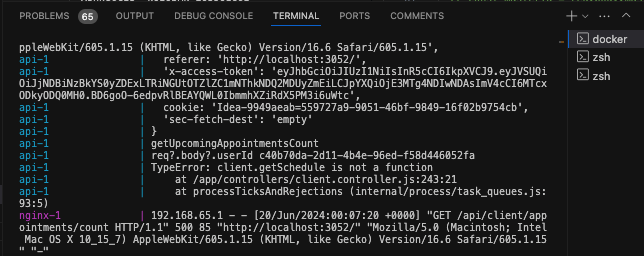 PROBLEMS 65 OUTPUT DEBUG CONSOLE TERMINAL PORTS COMMENTS
ppleWebKit/605.1.15 (KHTML, like Gecko) Version/16.6 Safari/605.1.15',
api-1 | referer: 'http://localhost:3052/',
api-1 | 'x-access-token': 'eyJhbGciOiJIUzI1NiIsInR5cCI6IkpXVCJ9.eyJVSUQi
OiJjNDBiNzBkYS0yZDExLTRiNGUtOTZlZC1mNThkNDQ2MDUyZmEiLCJpYXQiOjE3MTg4NDIwNDAsImV4cCI6MTcx
ODkyODQ0MH0.BD6goO-6edpvRlBEAYQWL0IbmmhXZiRdX5PM3i6uWtc',
api-1 | cookie: 'Idea-9949aeab=559727a9-9051-46bf-9849-16f02b9754cb',
api-1 | 'sec-fetch-dest': 'empty'
api-1 | }
api-1 | getUpcomingAppointmentsCount
api-1 | req?.body?.userId c40b70da-2d11-4b4e-96ed-f58d446052fa
api-1 | TypeError: client.getSchedule is not a function
api-1 | at /app/controllers/client.controller.js:243:21
api-1 | at processTicksAndRejections (internal/process/task_queues.js:
93:5)
nginx-1 | 192.168.65.1 - - [20/Jun/2024:00:07:20 +0000] "GET /api/client/app
ointments/count HTTP/1.1" 500 85 "http://localhost:3052/" "Mozilla/5.0 (Macintosh; Intel
Mac OS X 10_15_7) AppleWebKit/605.1.15 (KHTML, like Gecko) Version/16.6 Safari/605.1.15
" "-"
docker
zsh
zsh